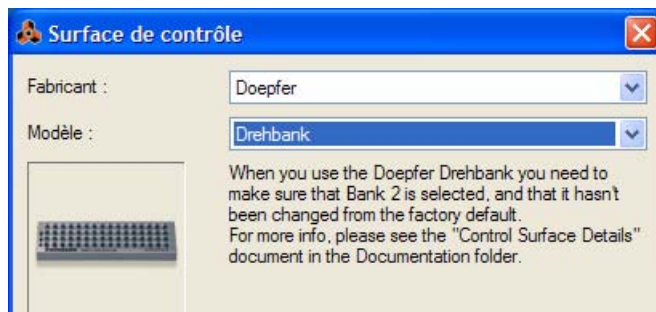 Surface de contrôle
Fabricant :
Doepfer
Modèle :
Drehbank
When you use the Doepfer Drehbank you need to
make sure that Bank 2 is selected, and that it hasn't
been changed from the factory default.
For more info, please see the "Control Surface Details"
document in the Documentation folder.